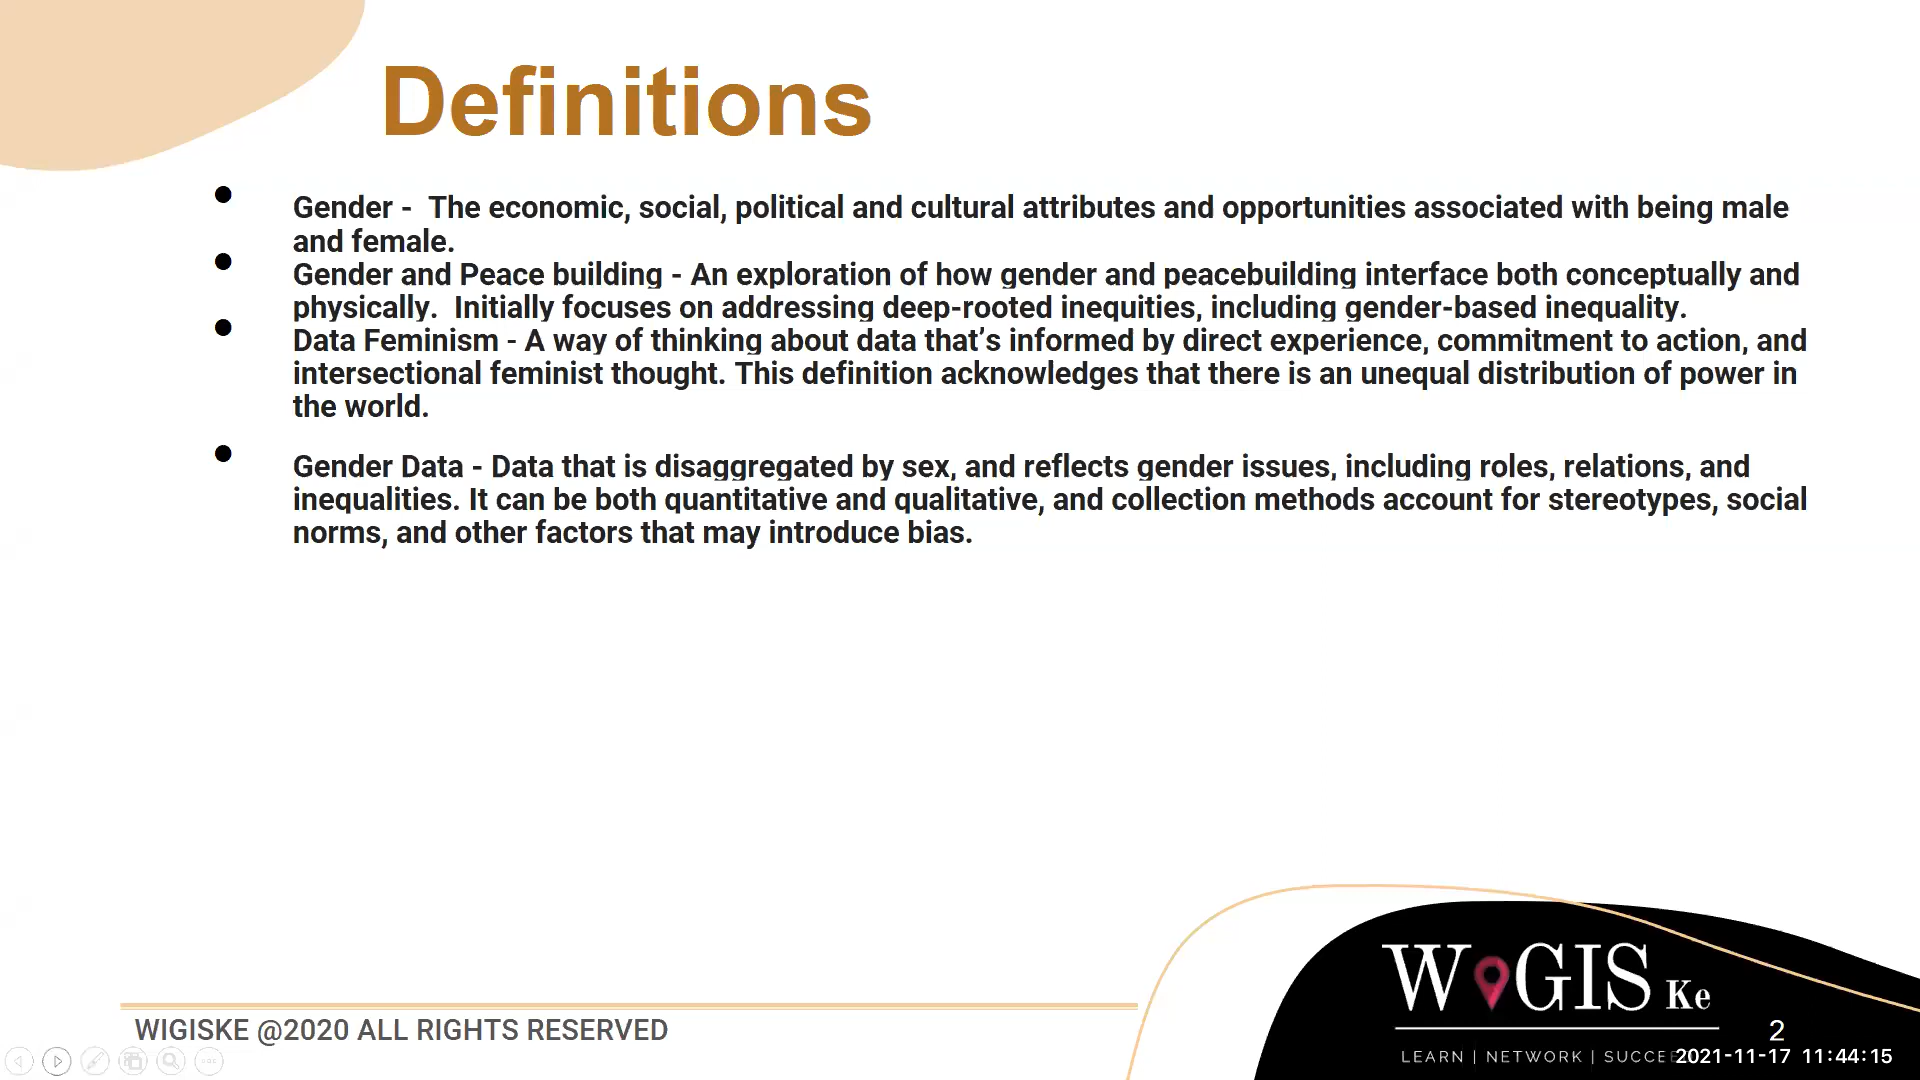 Definitions
● Gender -  The economic, social, political and cultural attributes and opportunities associated with being male
and female.
● Gender and Peace building - An exploration of how gender and peacebuilding interface both conceptually and
physically.  Initially focuses on addressing deep-rooted inequities, including gender-based inequality.
● Data Feminism - A way of thinking about data that’s informed by direct experience, commitment to action, and
intersectional feminist thought. This definition acknowledges that there is an unequal distribution of power in
the world.
● Gender Data - Data that is disaggregated by sex, and reflects gender issues, including roles, relations, and
inequalities. It can be both quantitative and qualitative, and collection methods account for stereotypes, social
norms, and other factors that may introduce bias.
WiGIS Ke
WIGISKE @2020 ALL RIGHTS RESERVED
2
LEARN | NETWORK | SUCCE
2021-11-17 11:44:15